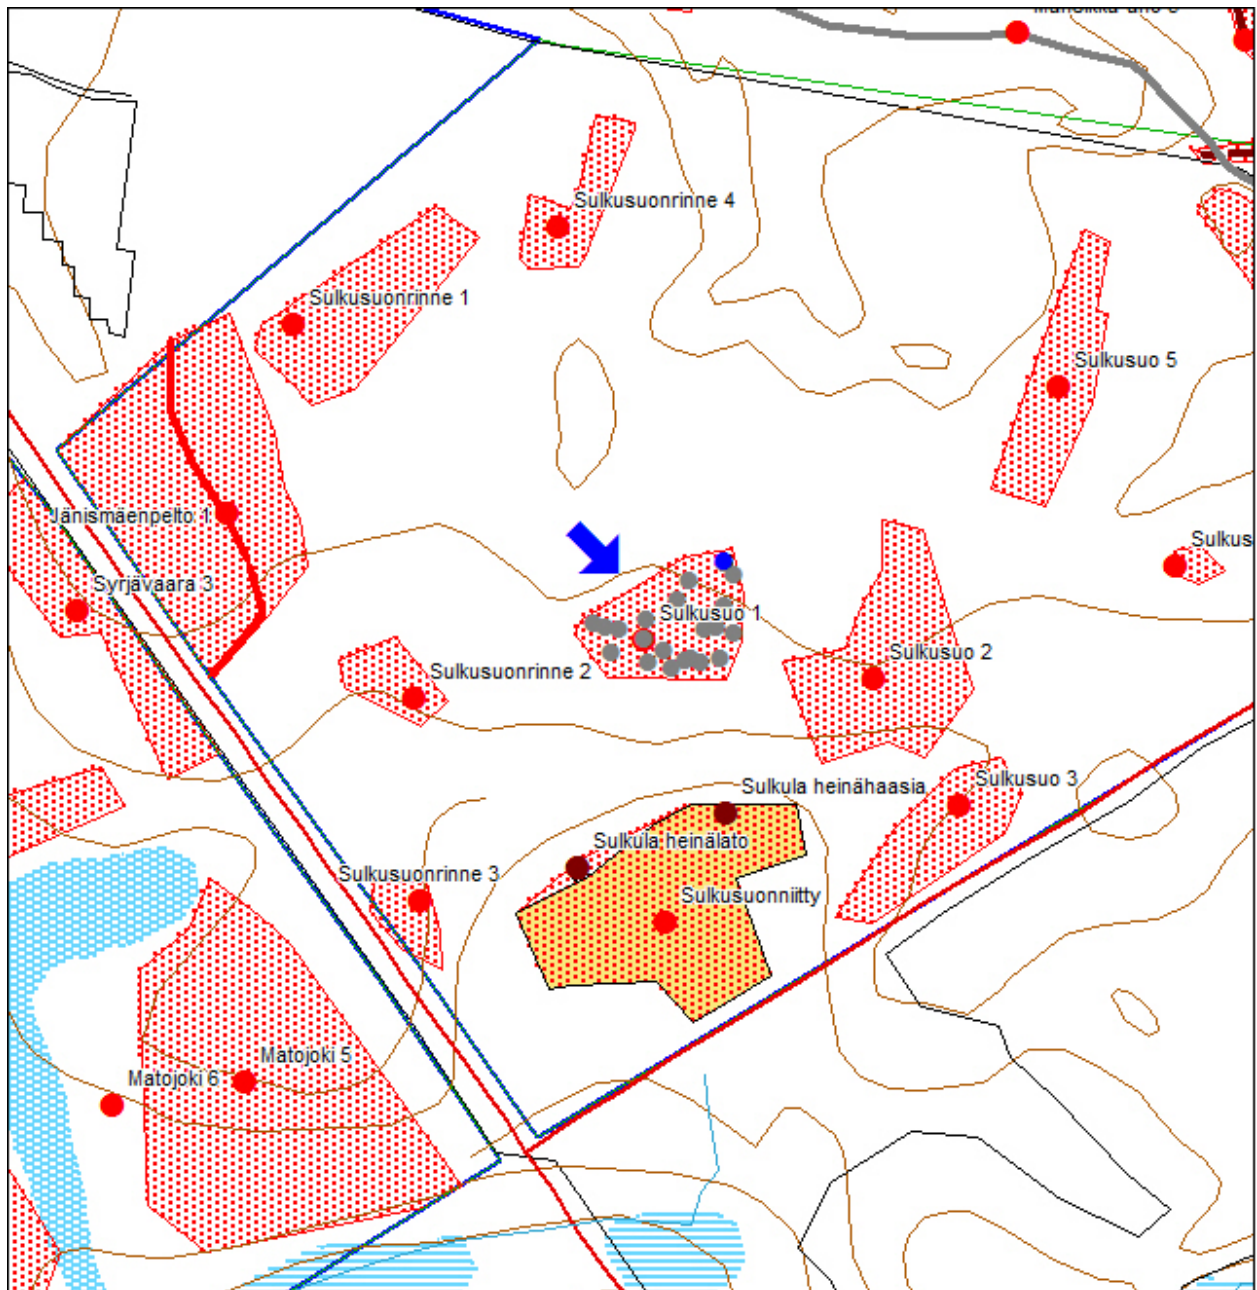 Sulkusuonrinne 4
Sulkusuonrinne 1
Sulkusuo 5
Jänismäenpelto 1
Sulkus
Syrjävaara 3
Sulkusuo 1
Sulkusuonrinne 2
Sulkusuo 2
Sulkusuo 3
Sulkula heinähaasia
Sulkula heinälato
Sulkusuonrinne 3
Sulkusuonniitty
Matojoki 5
Matojoki 6